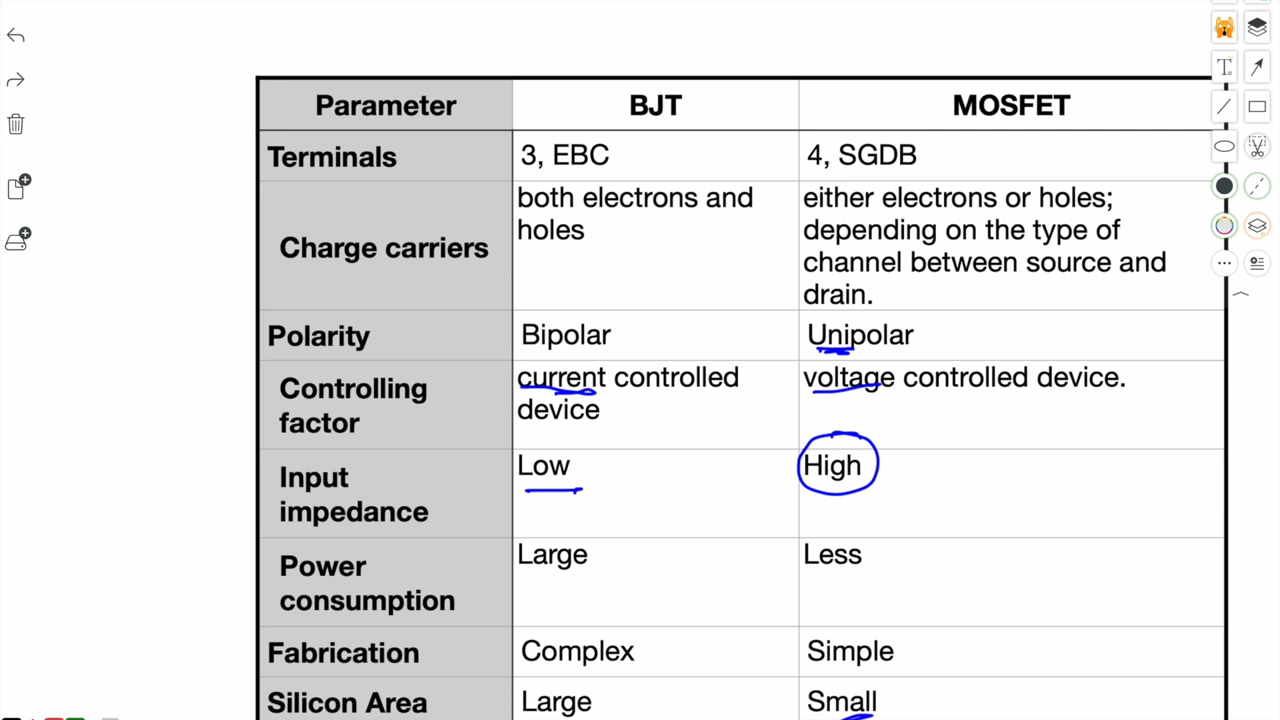 Parameter BJT MOSFET
Terminals 3, EBC 4, SGDB
Charge carriers
both electrons and
holes
either electrons or holes;
depending on the type of
channel between source and
drain.
Polarity Bipolar Unipolar
Controlling
factor
current controlled
device
voltage controlled device.
Input
impedance
Low High
Power
consumption
Large Less
Fabrication Complex Simple
Silicon Area Large Small
T